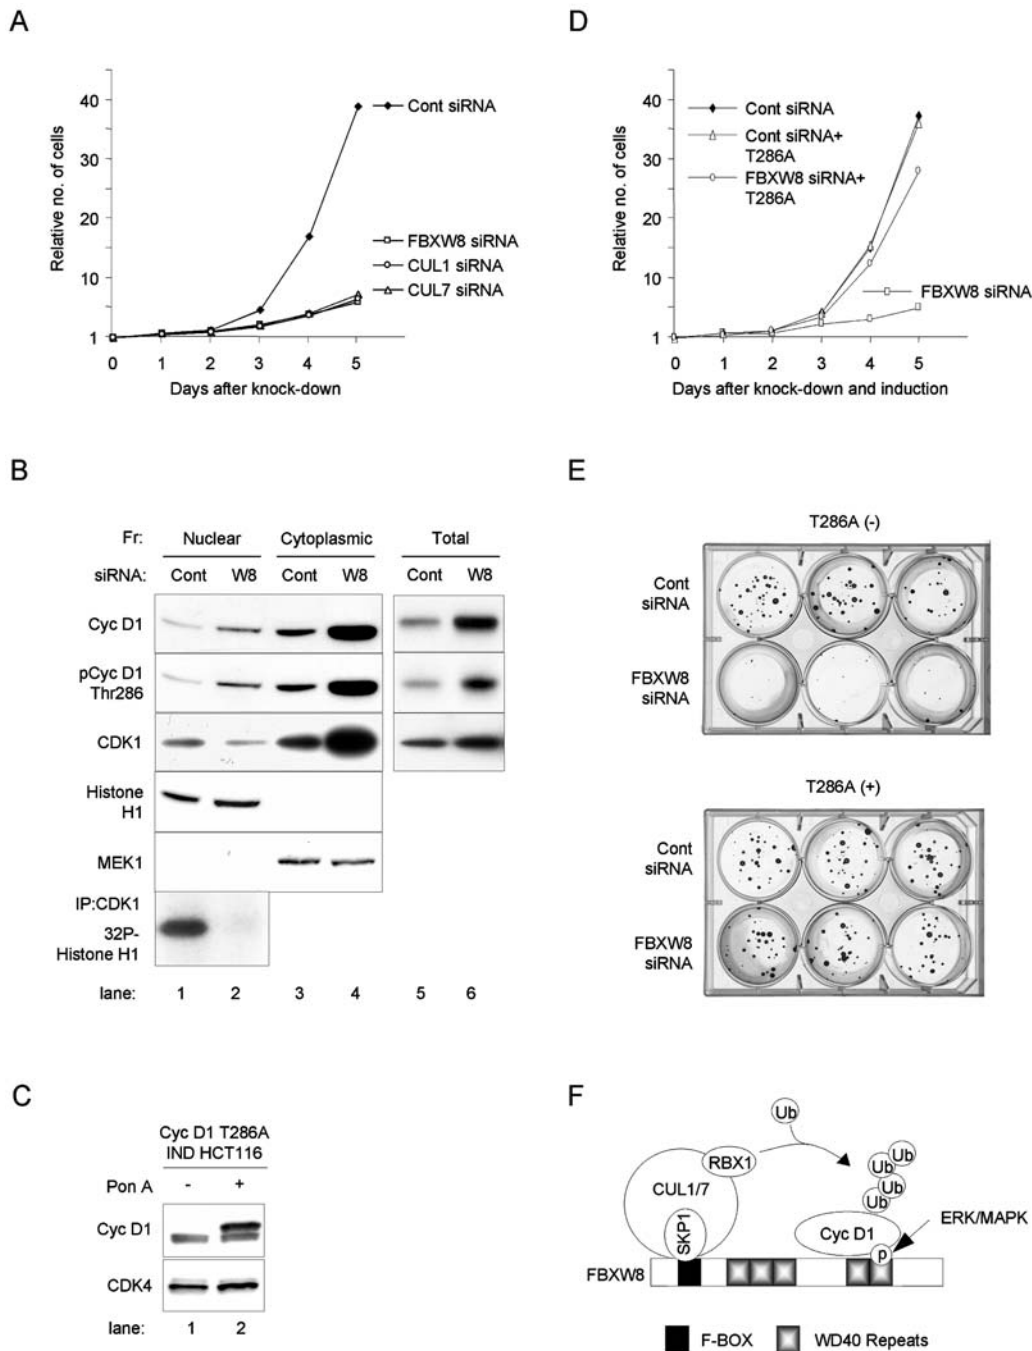 A
Relative no. of cells
40
30
20
10
1
0 1 2 3 4 5
Days after knock-down
Cont siRNA
FBXW8 siRNA
CUL1 siRNA
CUL7 siRNA
B
Fr: Nuclear Cytoplasmic Total
siRNA: Cont W8 Cont W8 Cont W8
Cyc D1
pCyc D1
Thr286
CDK1
Histone
H1
MEK1
IP:CDK1
32P-
Histone H1
lane: 1 2 3 4 5 6
C
Cyc D1 T286A
IND HCT116
Pon A - +
Cyc D1
CDK4
lane: 1 2
D
Relative no. of cells
40
30
20
10
1
0 1 2 3 4 5
Days after knock-down and induction
Cont siRNA
Cont siRNA+
T286A
FBXW8 siRNA+
T286A
FBXW8 siRNA
E
T286A (-)
Cont
siRNA
FBXW8
siRNA
T286A (+)
Cont
siRNA
FBXW8
siRNA
F
Ub
RBX1
CUL1/7
SKP1
Ub
Ub
Ub
Ub
Cyc D1
p
ERK/MAPK
FBXW8
F-BOX WD40 Repeats